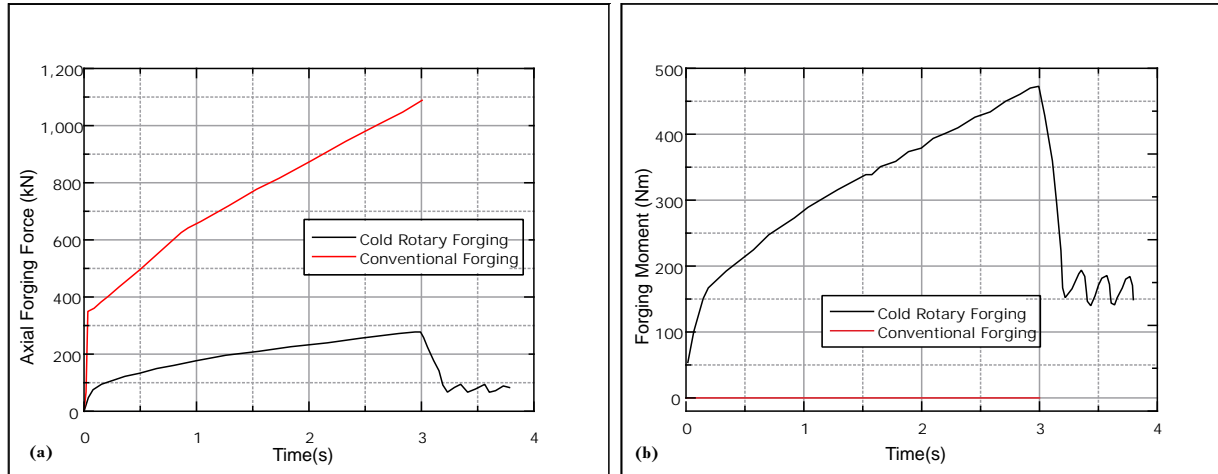 1,200
1,000
800
600
400
200
0
0
1
2
3
4
Axial Forging Force (kN)
Time(s)
Cold Rotary Forging
Conventional Forging
(a)
500
400
300
200
100
0
0
1
2
3
4
Forging Moment (Nm)
Time(s)
Cold Rotary Forging
Conventional Forging
(b)